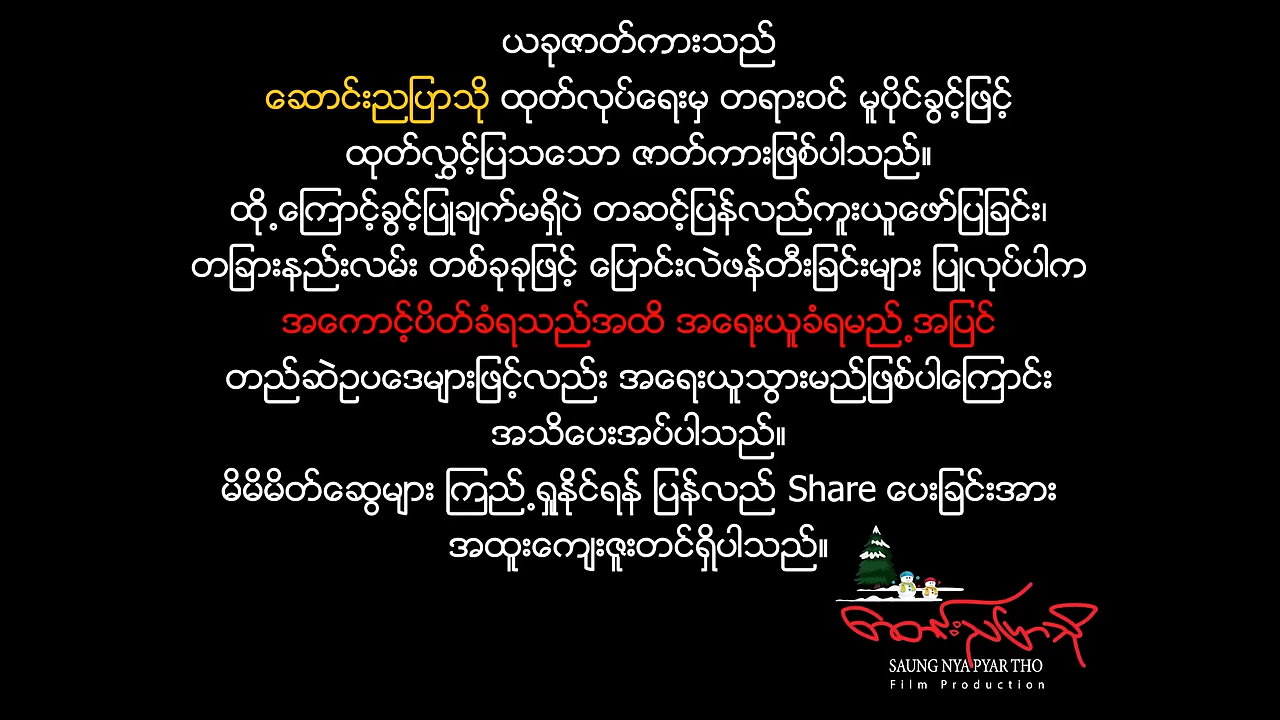 ယခုဇာတ်ကားသည်
ဆောင်းညပြာသို ထုတ်လုပ်ရေးမှ တရားဝင် မူပိုင်ခွင့်ဖြင့်
ထုတ်လွှင့်ပြသသော ဇာတ်ကားဖြစ်ပါသည်။
ထို့ကြောင့်ခွင့်ပြုချက်မရှိပဲ တဆင့်ပြန်လည်ကူးယူဖော်ပြခြင်း၊
တခြားနည်းလမ်း တစ်ခုခုဖြင့် ပြောင်းလဲဖန်တီးခြင်းများ ပြုလုပ်ပါက
အကောင့်ပိတ်ခံရသည်အထိ အရေးယူခံရမည့်အပြင်
တည်ဆဲဥပဒေများဖြင့်လည်း အရေးယူသွားမည်ဖြစ်ပါကြောင်း
အသိပေးအပ်ပါသည်။
မိမိမိတ်ဆွေများ ကြည့်ရှုနိုင်ရန် ပြန်လည် Share ပေးခြင်းအား
အထူးကျေးဇူးတင်ရှိပါသည်။
ဆောင်းညပြာသို
SAUNG NYA PYAR THO
Film Production